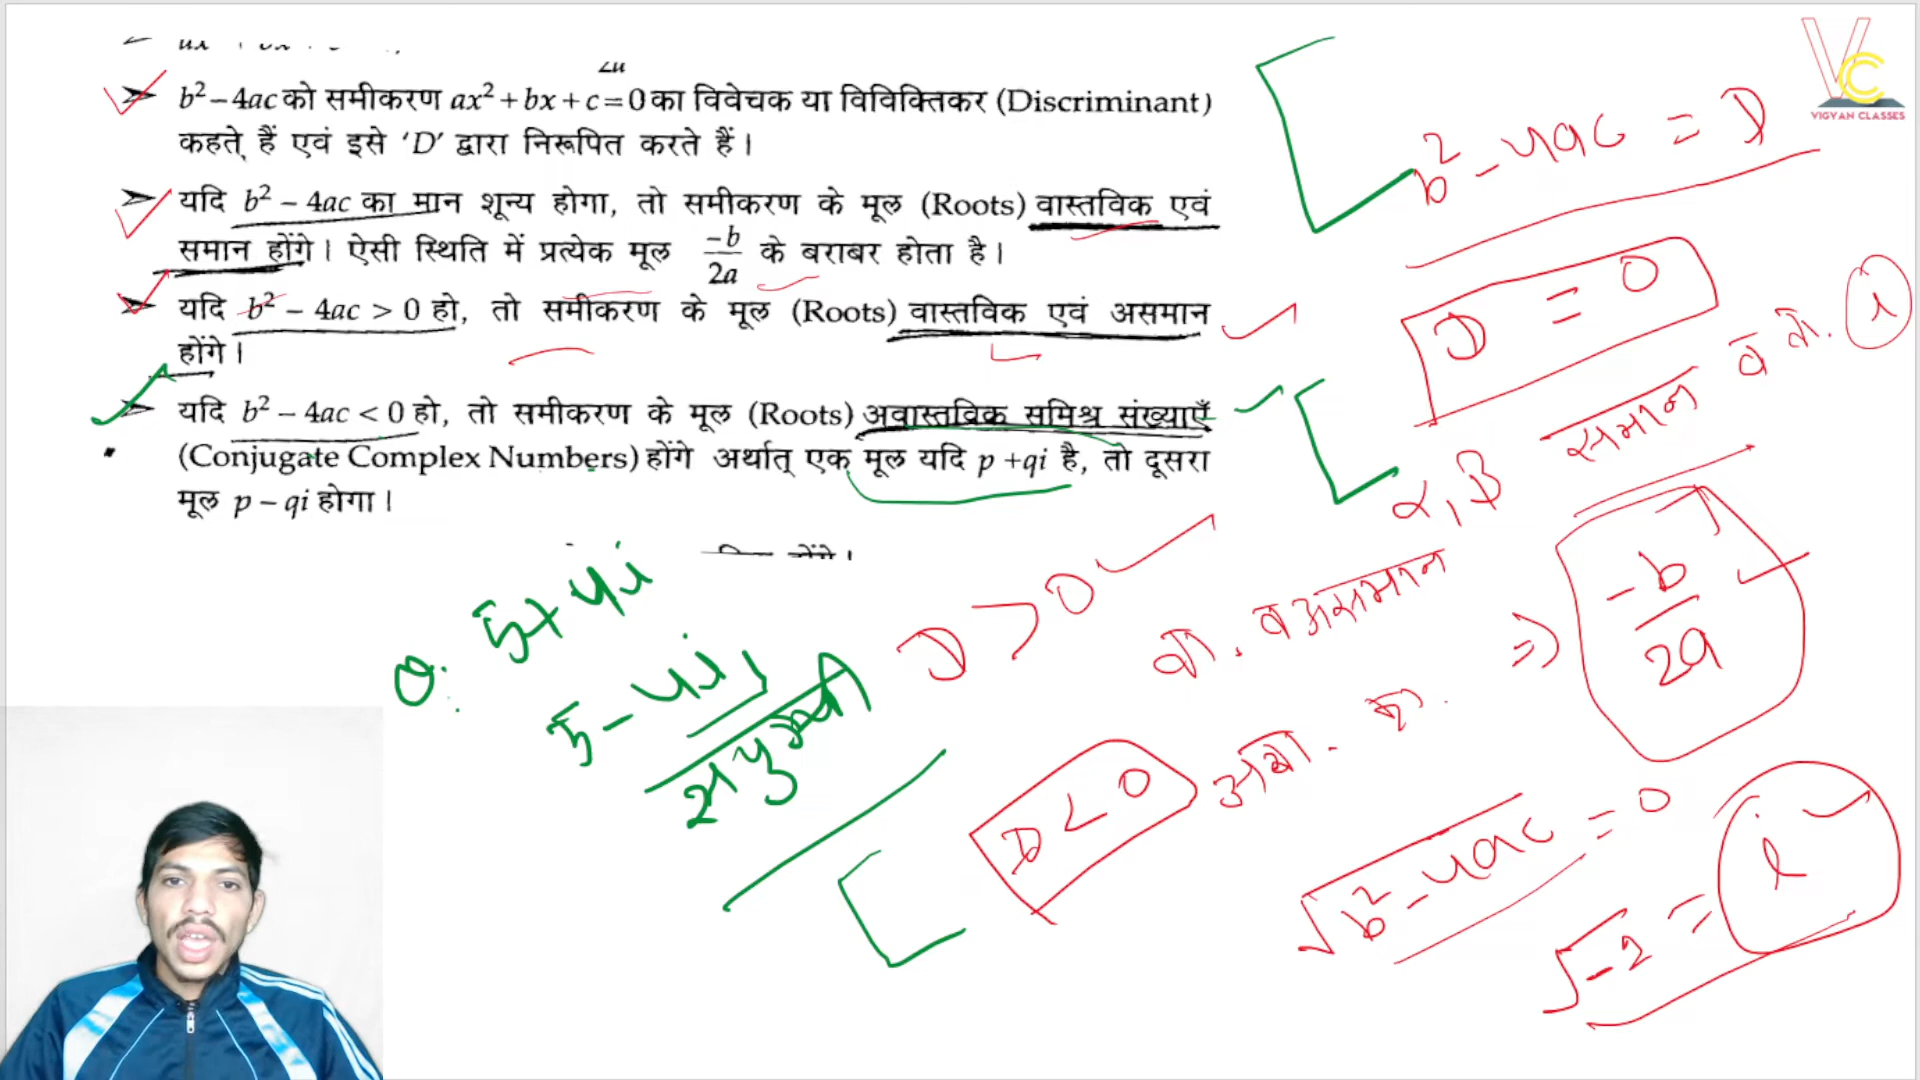 ➢ b² – 4ac को समीकरण ax² + bx + c = 0 का विवेचक या विविक्तिकर (Discriminant)
कहते हैं एवं इसे ‘D’ द्वारा निरूपित करते हैं।
➢ यदि b² – 4ac का मान शून्य होगा, तो समीकरण के मूल (Roots) वास्तविक एवं
समान होंगे। ऐसी स्थिति में प्रत्येक मूल -b/2a के बराबर होता है।
➢ यदि b² – 4ac > 0 हो, तो समीकरण के मूल (Roots) वास्तविक एवं असमान
होंगे।
➢ यदि b² – 4ac < 0 हो, तो समीकरण के मूल (Roots) अवास्तविक समिश्र संख्याएँ
(Conjugate Complex Numbers) होंगे अर्थात् एक मूल यदि p +qi है, तो दूसरा
मूल p – qi होगा।
VIGYAN CLASSES
b² – 4ac = D
D = 0
समान व वा.
α, β
-b/2a
D > 0
वा. व असमान
5 + 4i
5 – 4i
D < 0
√b² – 4ac = 0
√-2 = i